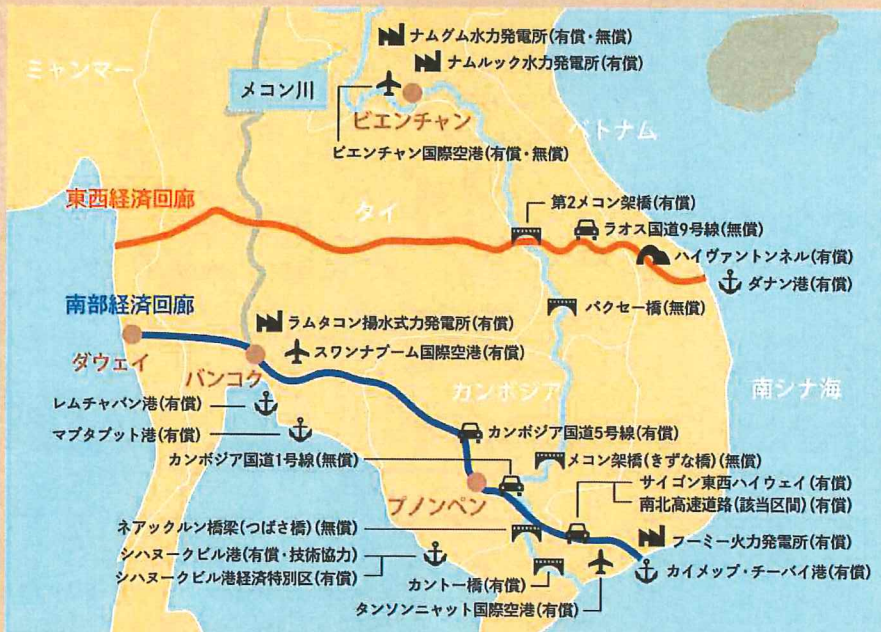 ナムグム水力発電所(有償・無償)
ナムルック水力発電所(有償)
ミャンマー
メコン川
ビエンチャン
ベトナム
ビエンチャン国際空港(有償・無償)
東西経済回廊
タイ
第2メコン架橋(有償)
ラオス国道9号線(無償)
ハイヴァントンネル(有償)
ダナン港(有償)
南部経済回廊
パクセー橋(無償)
ラムタコン揚水式力発電所(有償)
ダウェイ
バンコク
スワンナプーム国際空港(有償)
カンボジア
南シナ海
レムチャバン港(有償)
マプタプット港(有償)
カンボジア国道5号線(有償)
カンボジア国道1号線(無償)
メコン架橋(きずな橋)(無償)
プノンペン
サイゴン東西ハイウェイ(有償)
南北高速道路(該当区間)(有償)
ネアックルン橋梁(つばさ橋)(無償)
フーミー火力発電所(有償)
シハヌークビル港(有償・技術協力)
シハヌークビル港経済特別区(有償)
カイメップ・チーバイ港(有償)
カントー橋(有償)
タンソンニャット国際空港(有償)